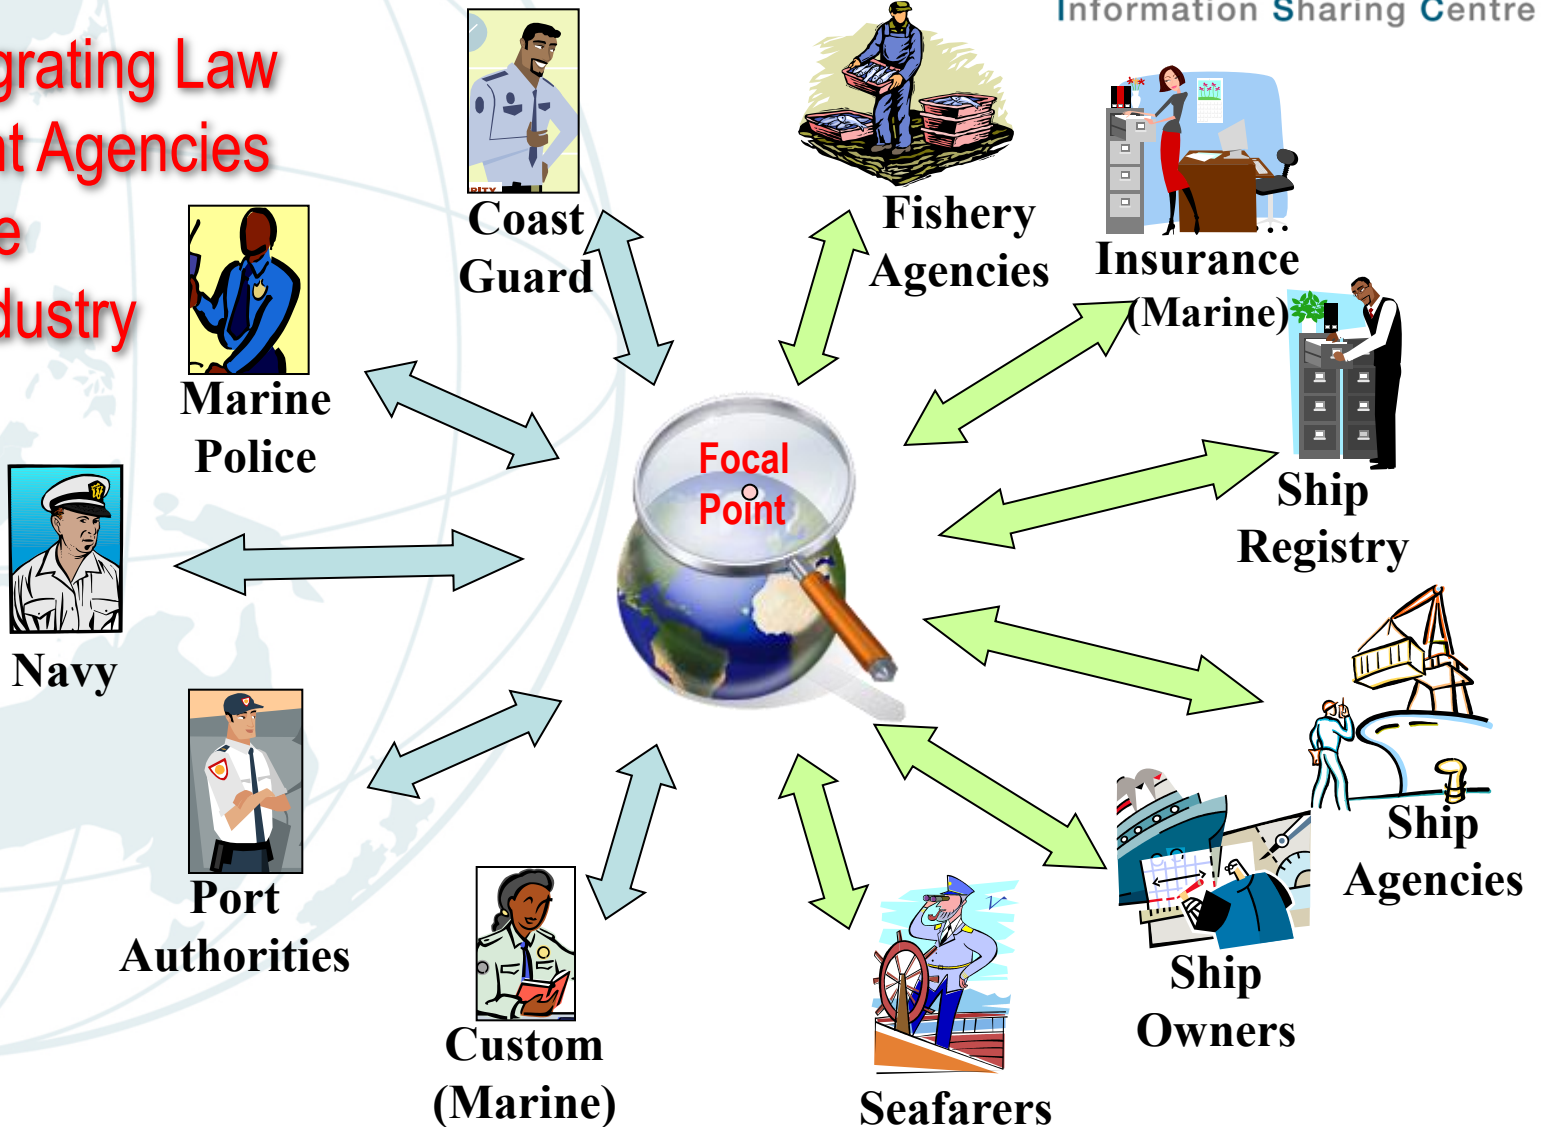 Information Sharing Centre
grating Law
nt Agencies
e
dustry
Coast
Guard
Fishery
Agencies
Insurance
(Marine)
Marine
Police
Focal
Point
Ship
Registry
Navy
Ship
Agencies
Port
Authorities
Ship
Owners
Custom
(Marine)
Seafarers